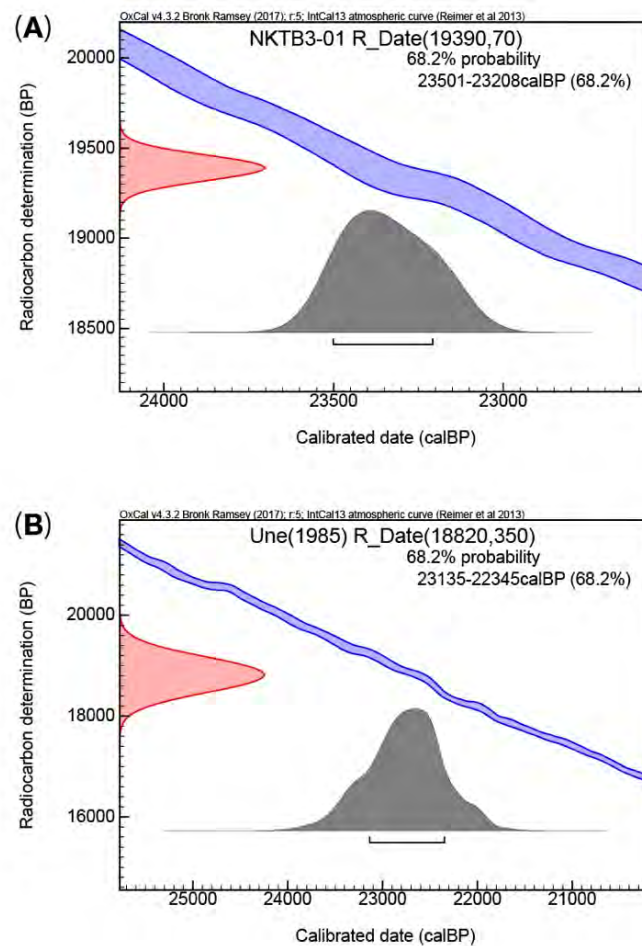 (A)
OxCal v4.3.2 Bronk Ramsey (2017); r:5; IntCal13 atmospheric curve (Reimer et al 2013)
NKTB3-01 R_Date(19390,70)
68.2% probability
23501-23208calBP (68.2%)
Radiocarbon determination (BP)
20000
19500
19000
18500
24000 23500 23000
Calibrated date (calBP)
(B)
OxCal v4.3.2 Bronk Ramsey (2017); r:5; IntCal13 atmospheric curve (Reimer et al 2013)
Une(1985) R_Date(18820,350)
68.2% probability
23135-22345calBP (68.2%)
Radiocarbon determination (BP)
20000
18000
16000
25000 24000 23000 22000 21000
Calibrated date (calBP)